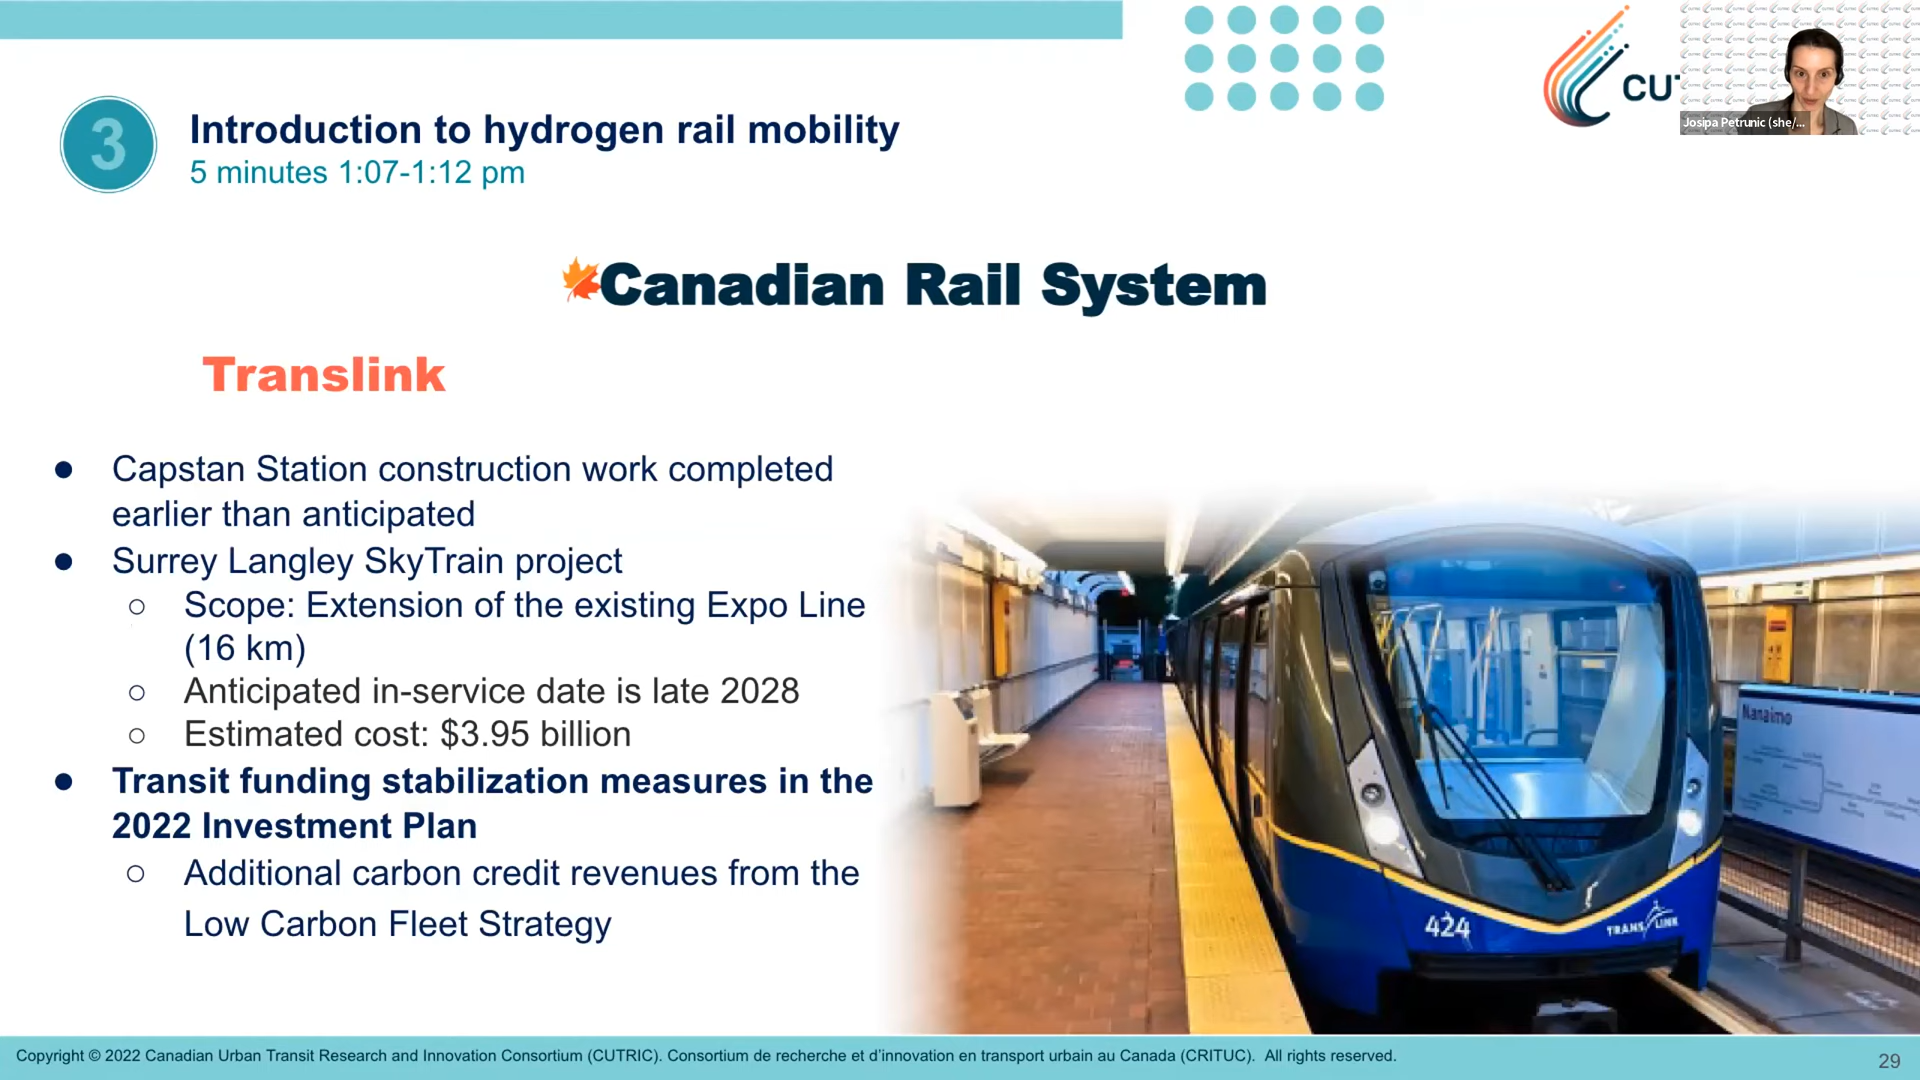 CU
Josipa Petrunic (she/...
3
Introduction to hydrogen rail mobility
5 minutes 1:07-1:12 pm
Canadian Rail System
Translink
● Capstan Station construction work completed
earlier than anticipated
● Surrey Langley SkyTrain project
○ Scope: Extension of the existing Expo Line
(16 km)
○ Anticipated in-service date is late 2028
○ Estimated cost: $3.95 billion
● Transit funding stabilization measures in the
2022 Investment Plan
○ Additional carbon credit revenues from the
Low Carbon Fleet Strategy
Nanaimo
424
TRANS LINK
Copyright © 2022 Canadian Urban Transit Research and Innovation Consortium (CUTRIC). Consortium de recherche et d’innovation en transport urbain au Canada (CRITUC). All rights reserved.
29